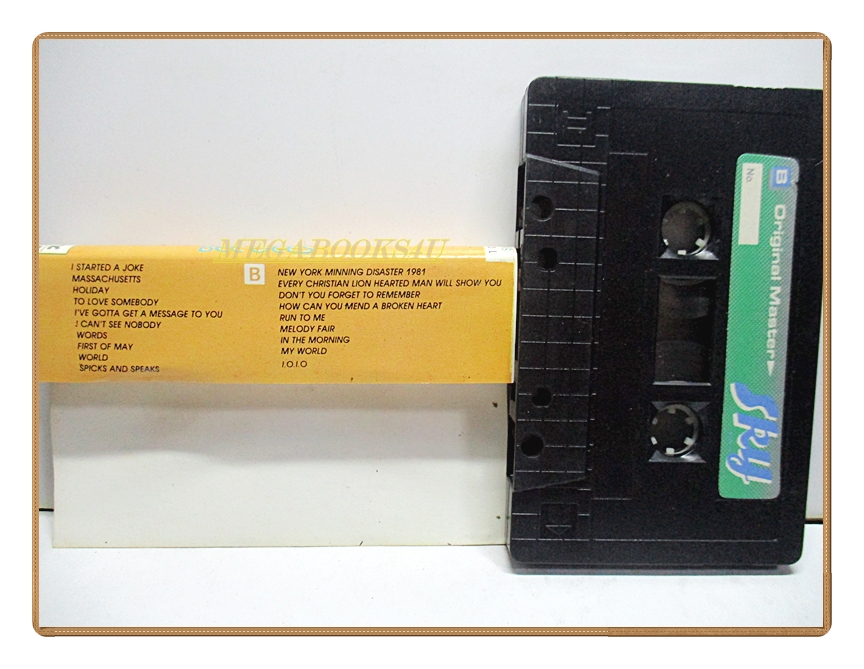 MEGABOOKS4U
I STARTED A JOKE
MASSACHUSETTS
HOLIDAY
TO LOVE SOMEBODY
I'VE GOTTA GET A MESSAGE TO YOU
I CAN'T SEE NOBODY
WORDS
FIRST OF MAY
WORLD
SPICKS AND SPEAKS
B
NEW YORK MINNING DISASTER 1981
EVERY CHRISTIAN LION HEARTED MAN WILL SHOW YOU
DON'T YOU FORGET TO REMEMBER
HOW CAN YOU MEND A BROKEN HEART
RUN TO ME
MELODY FAIR
IN THE MORNING
MY WORLD
I.O.I.O
B
No.
Original Master
Sky